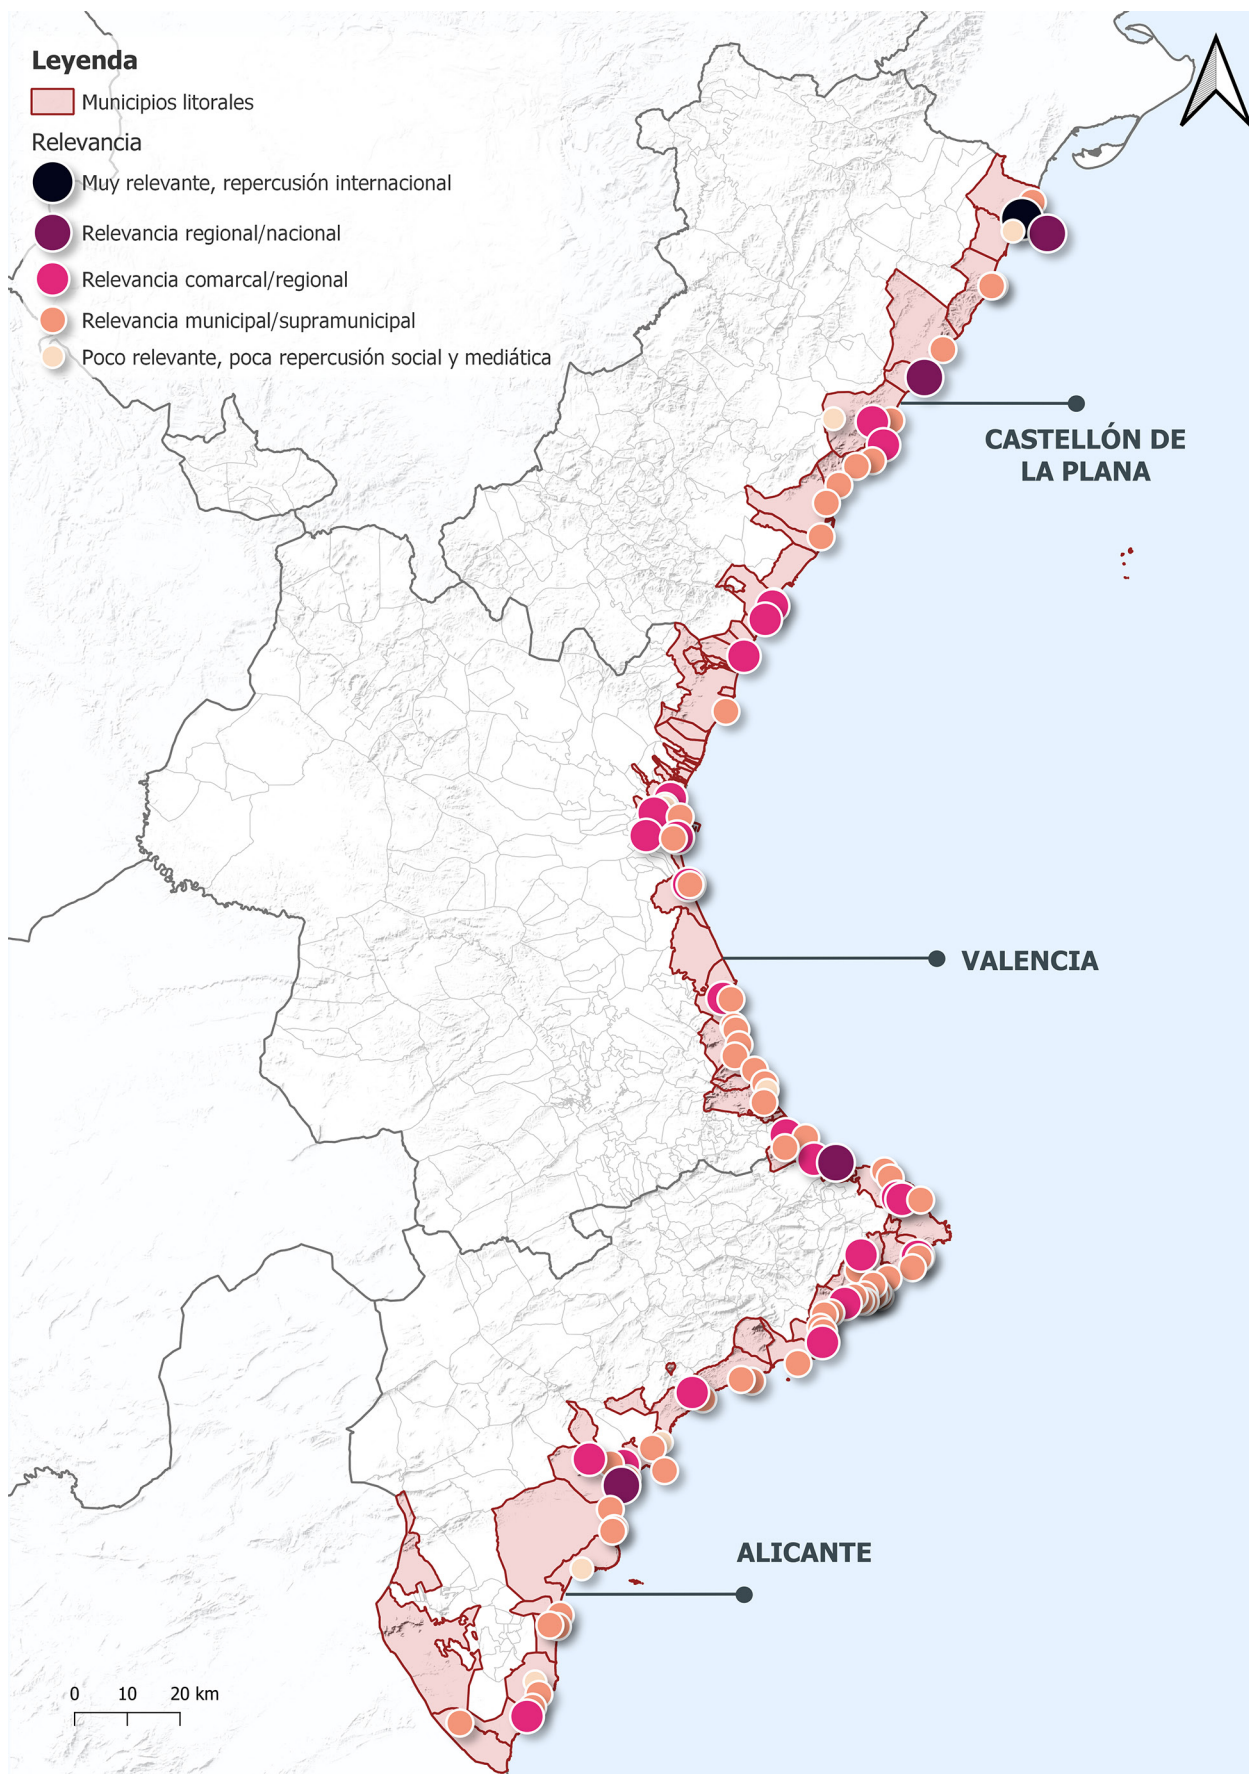 Leyenda
Municipios litorales
Relevancia
Muy relevante, repercusión internacional
Relevancia regional/nacional
Relevancia comarcal/regional
Relevancia municipal/supramunicipal
Poco relevante, poca repercusión social y mediática
CASTELLÓN DE
LA PLANA
VALENCIA
ALICANTE
0 10 20 km